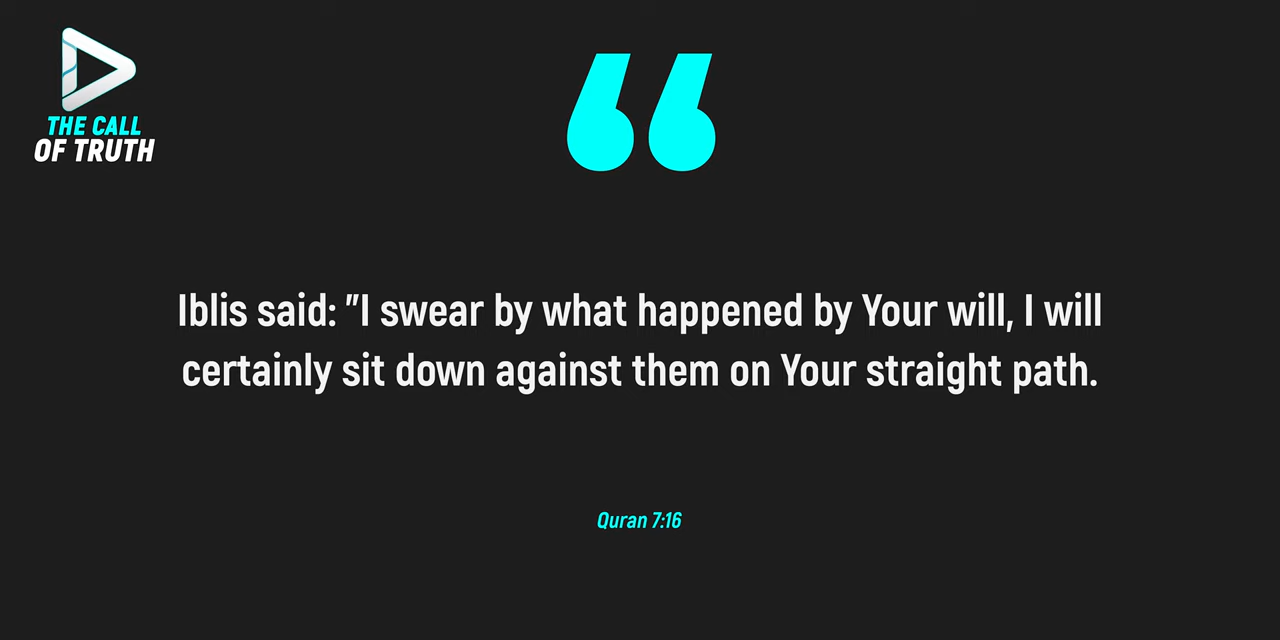 THE CALL
OF TRUTH
“
Iblis said: "I swear by what happened by Your will, I will
certainly sit down against them on Your straight path.
Quran 7:16